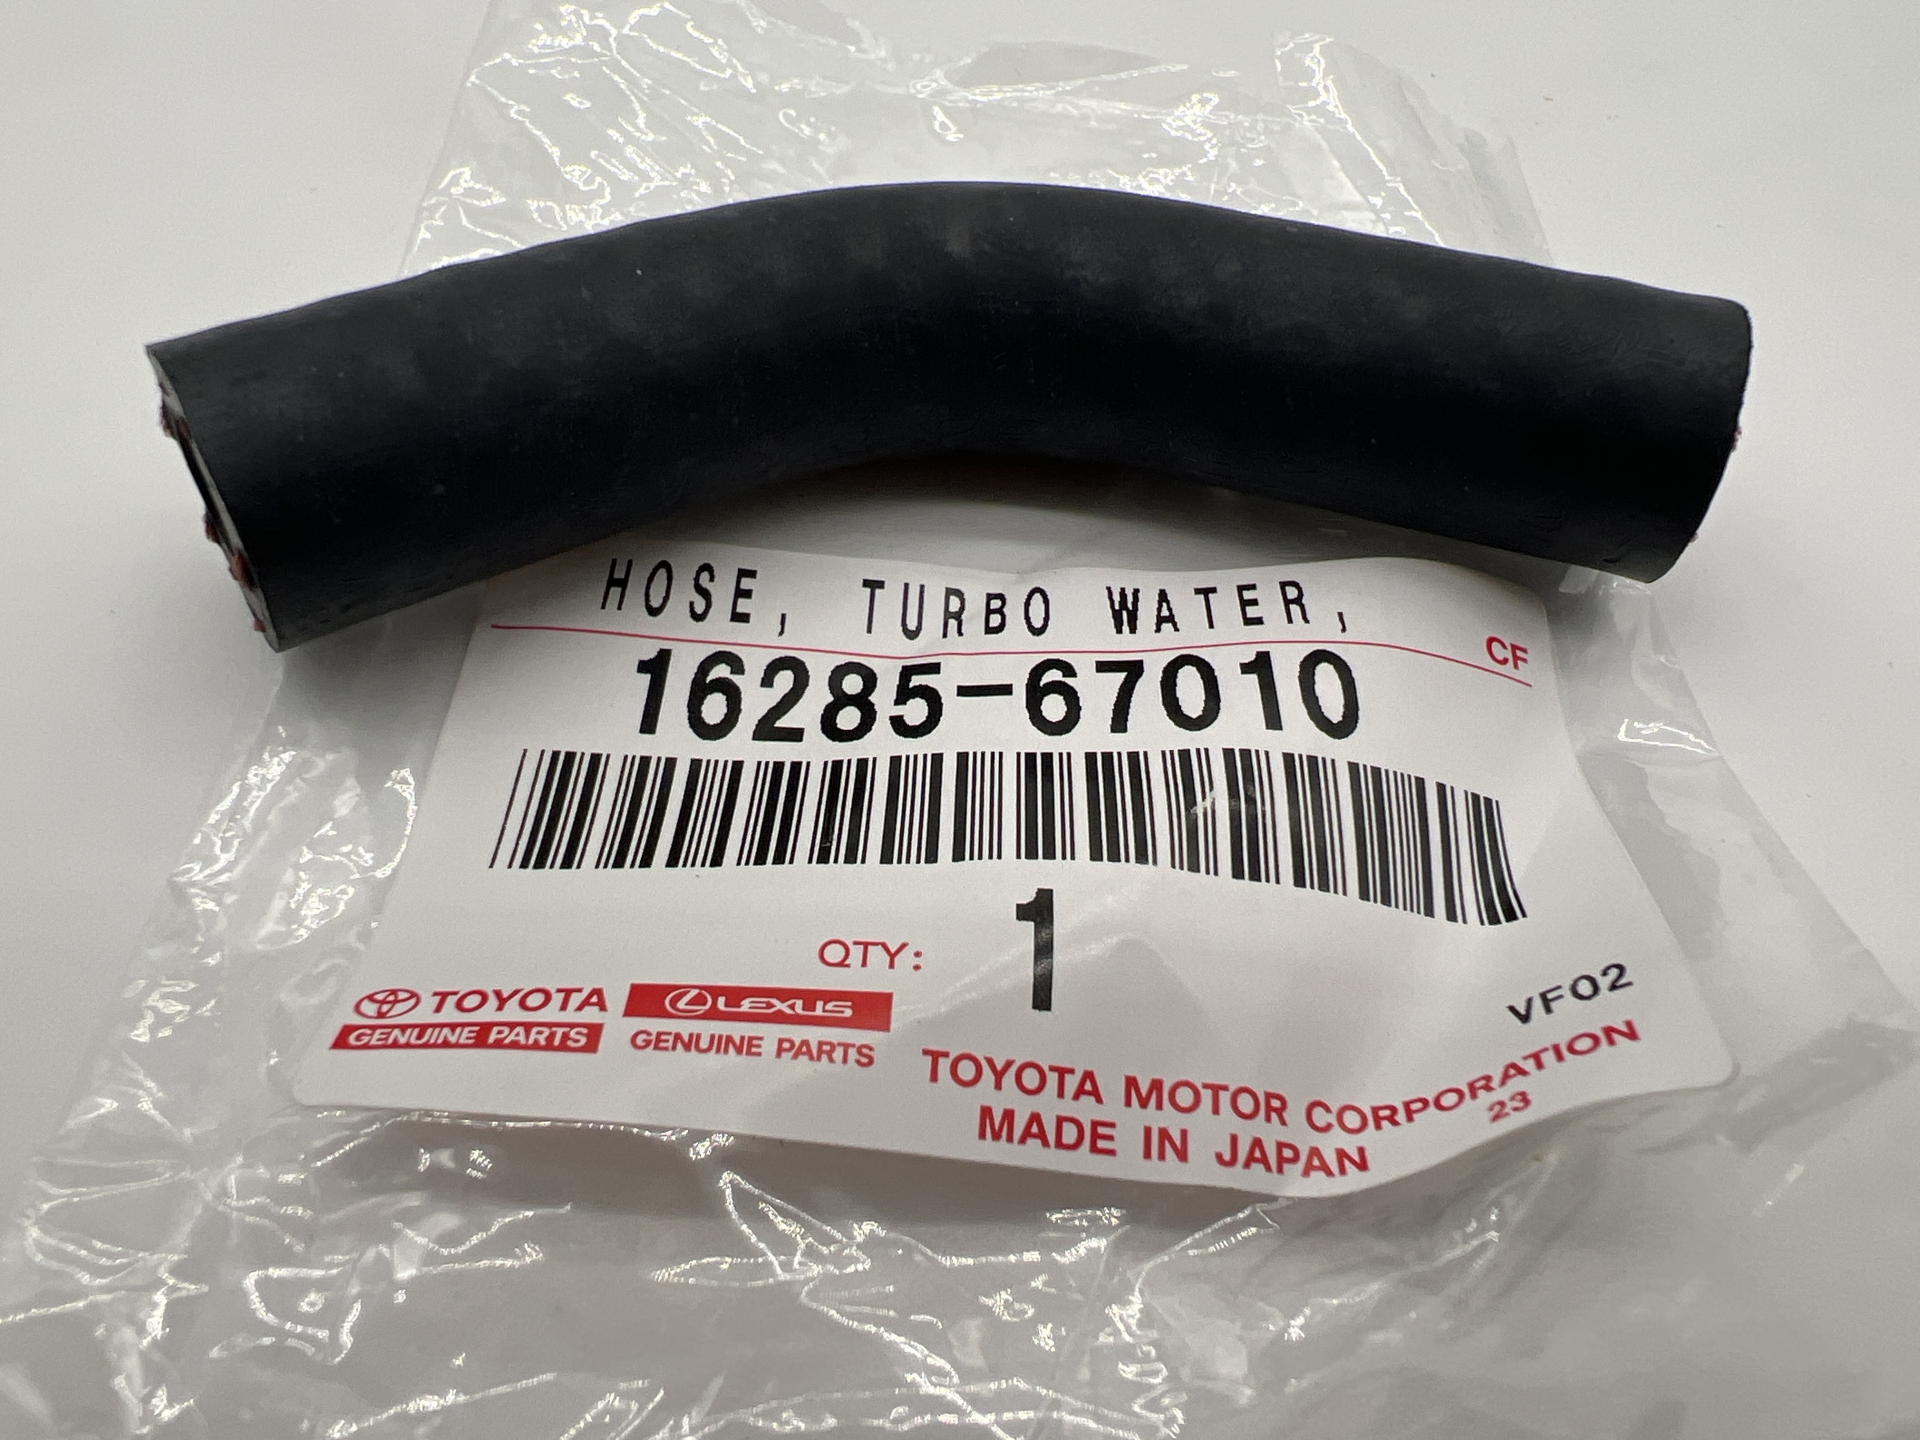 HOSE, TURBO WATER,
CF
16285-67010
QTY: 1
TOYOTA
GENUINE PARTS
LEXUS
GENUINE PARTS
VF02
TOYOTA MOTOR CORPORATION
MADE IN JAPAN
23